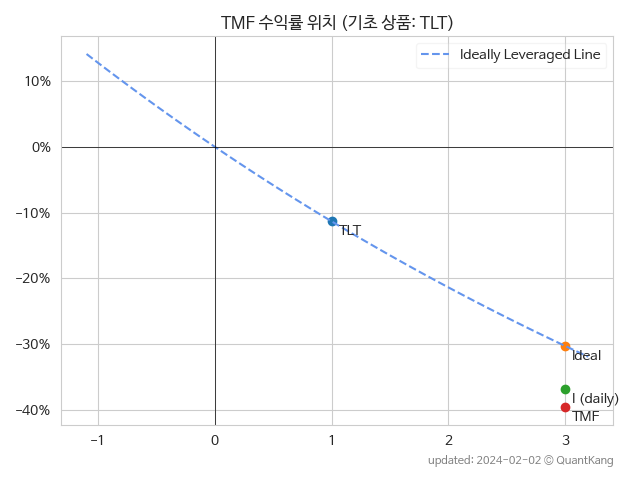 TMF 수익률 위치 (기초 상품: TLT)
Ideally Leveraged Line
10%
0%
−10%
−20%
−30%
−40%
TLT
Ideal
I (daily)
TMF
−1
0
1
2
3
updated: 2024-02-02 © QuantKang